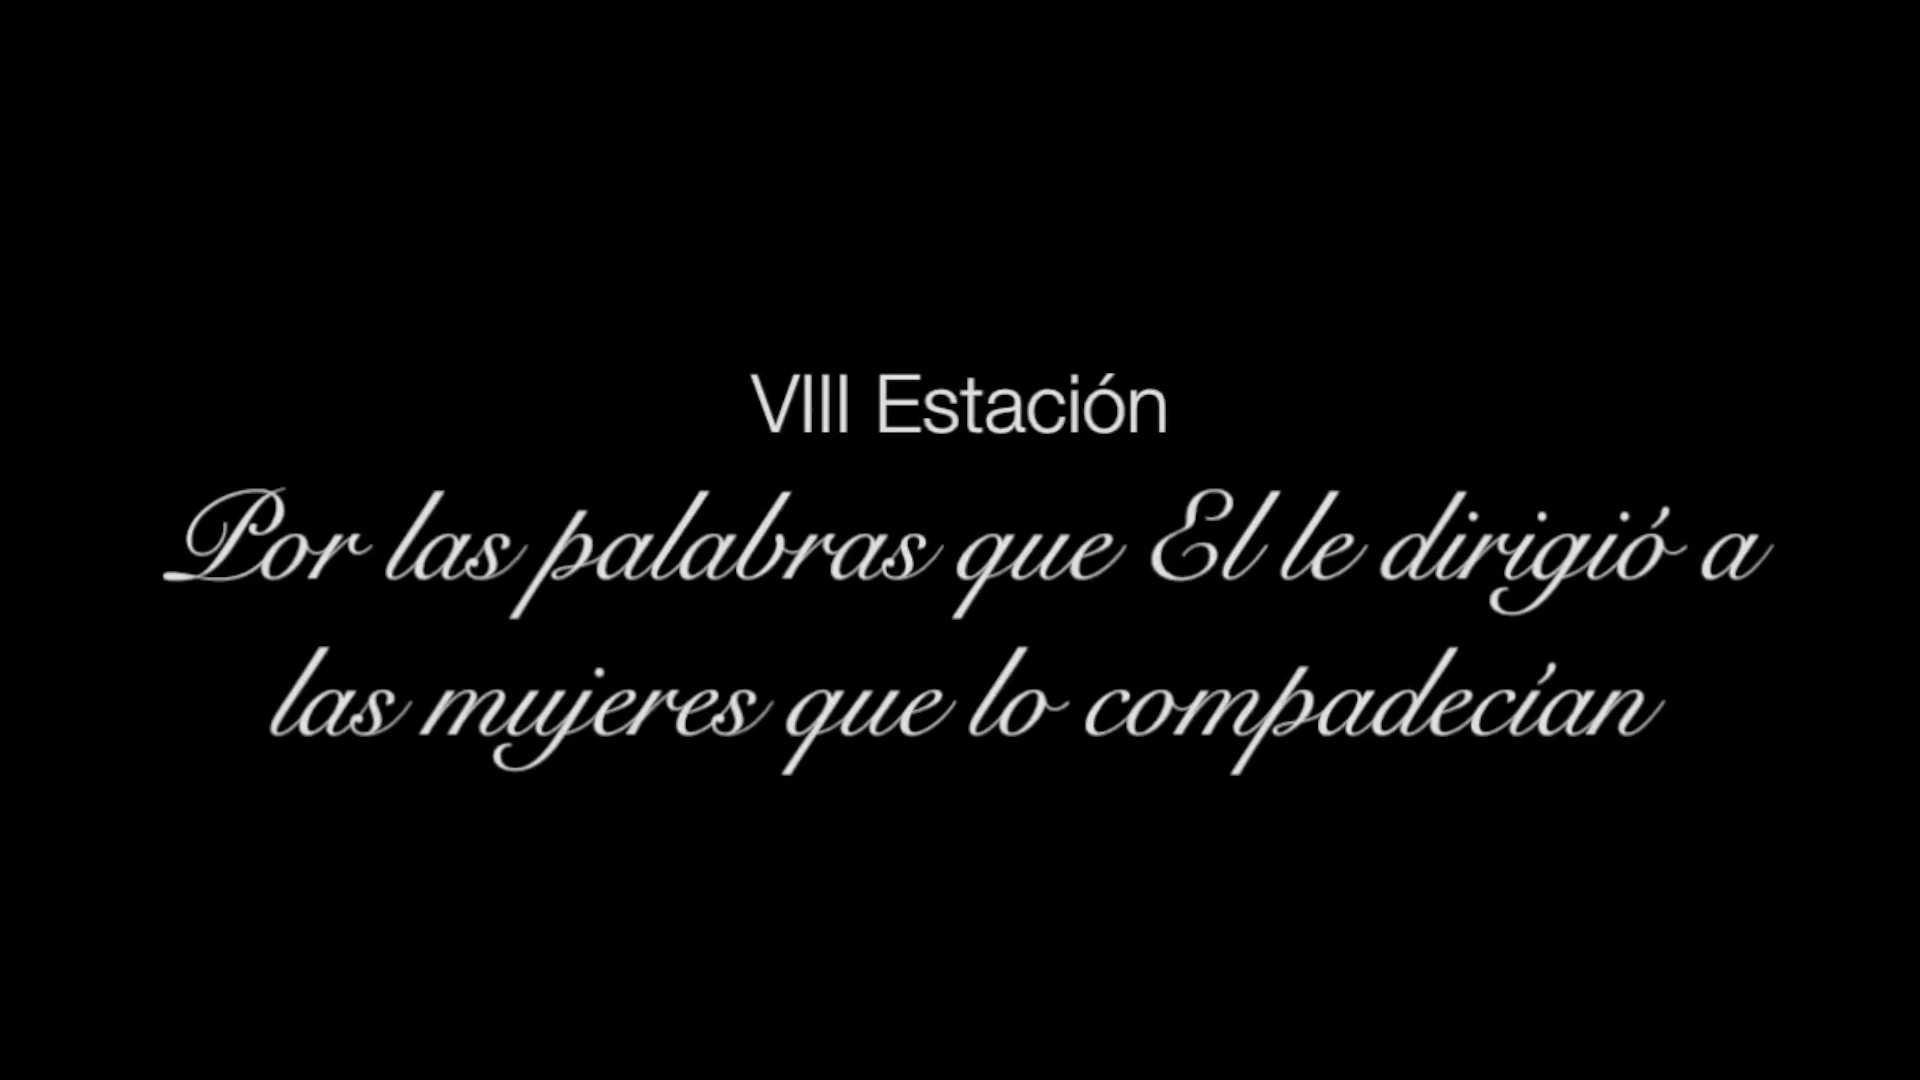 VIII Estación
Por las palabras que El le dirigió a
las mujeres que lo compadecían